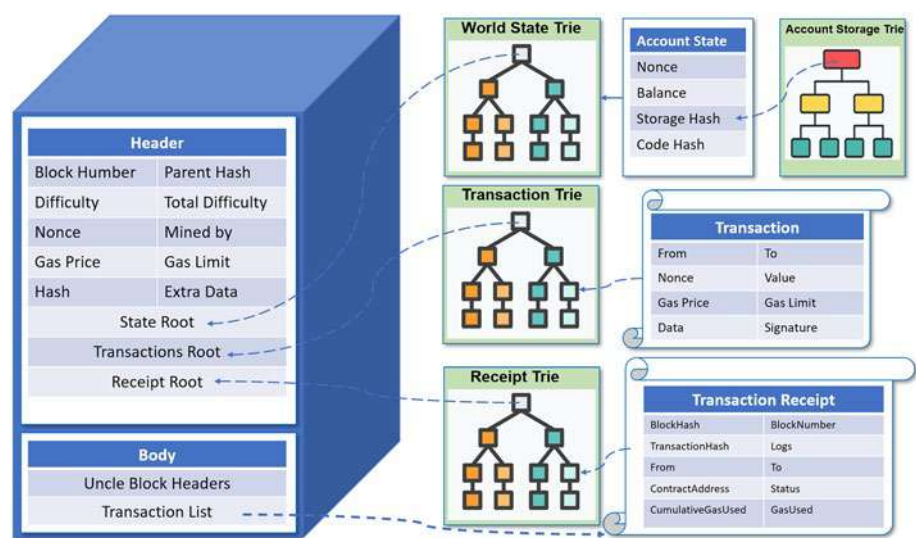 World State Trie
Account State
Nonce
Balance
Storage Hash
Code Hash
Account Storage Trie
Header
Block Humber Parent Hash
Difficulty Total Difficulty
Nonce Mined by
Gas Price Gas Limit
Hash Extra Data
State Root
Transactions Root
Receipt Root
Transaction Trie
Transaction
From To
Nonce Value
Gas Price Gas Limit
Data Signature
Receipt Trie
Transaction Receipt
BlockHash BlockNumber
TransactionHash Logs
From To
ContractAddress Status
CumulativeGasUsed GasUsed
Body
Uncle Block Headers
Transaction List